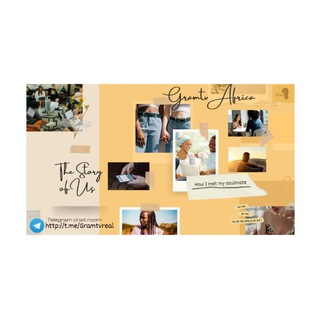 Gramtv Africa
The Story
of Us
How I met my soulmate
Telegram chat room
http://t.me/Gramtvreal